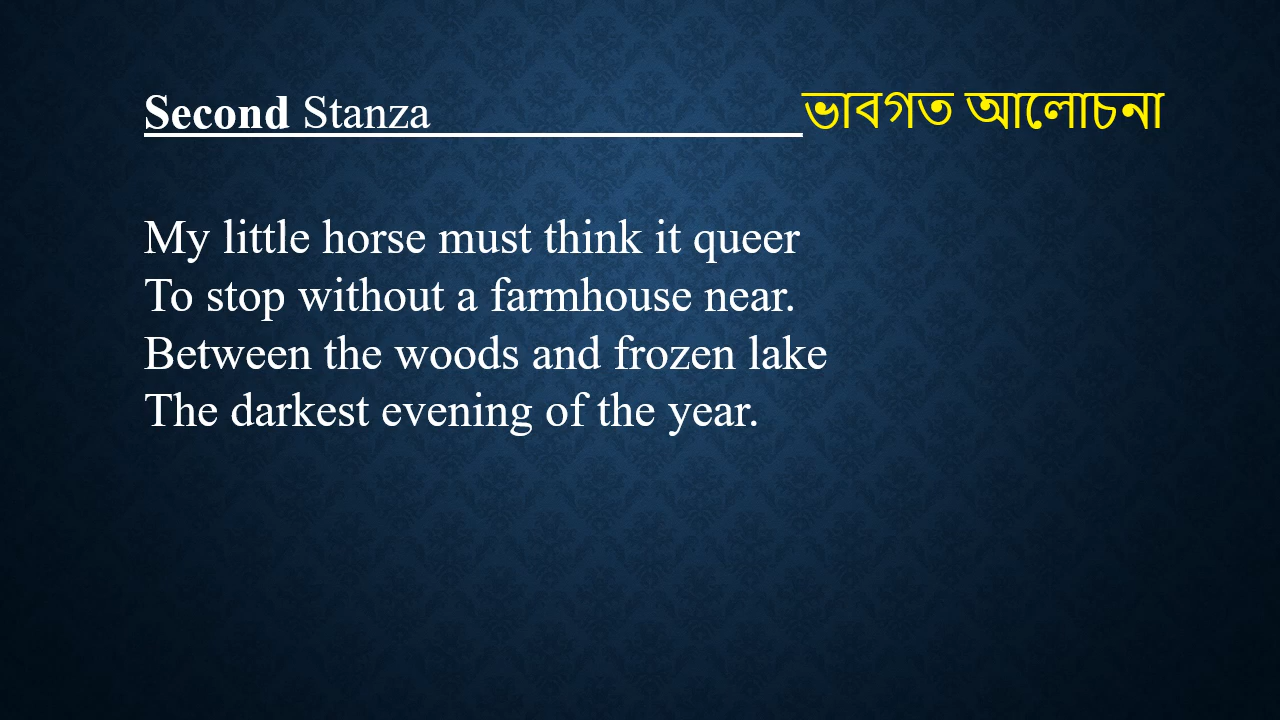 Second Stanza ভাবগত আলোচনা
My little horse must think it queer
To stop without a farmhouse near.
Between the woods and frozen lake
The darkest evening of the year.